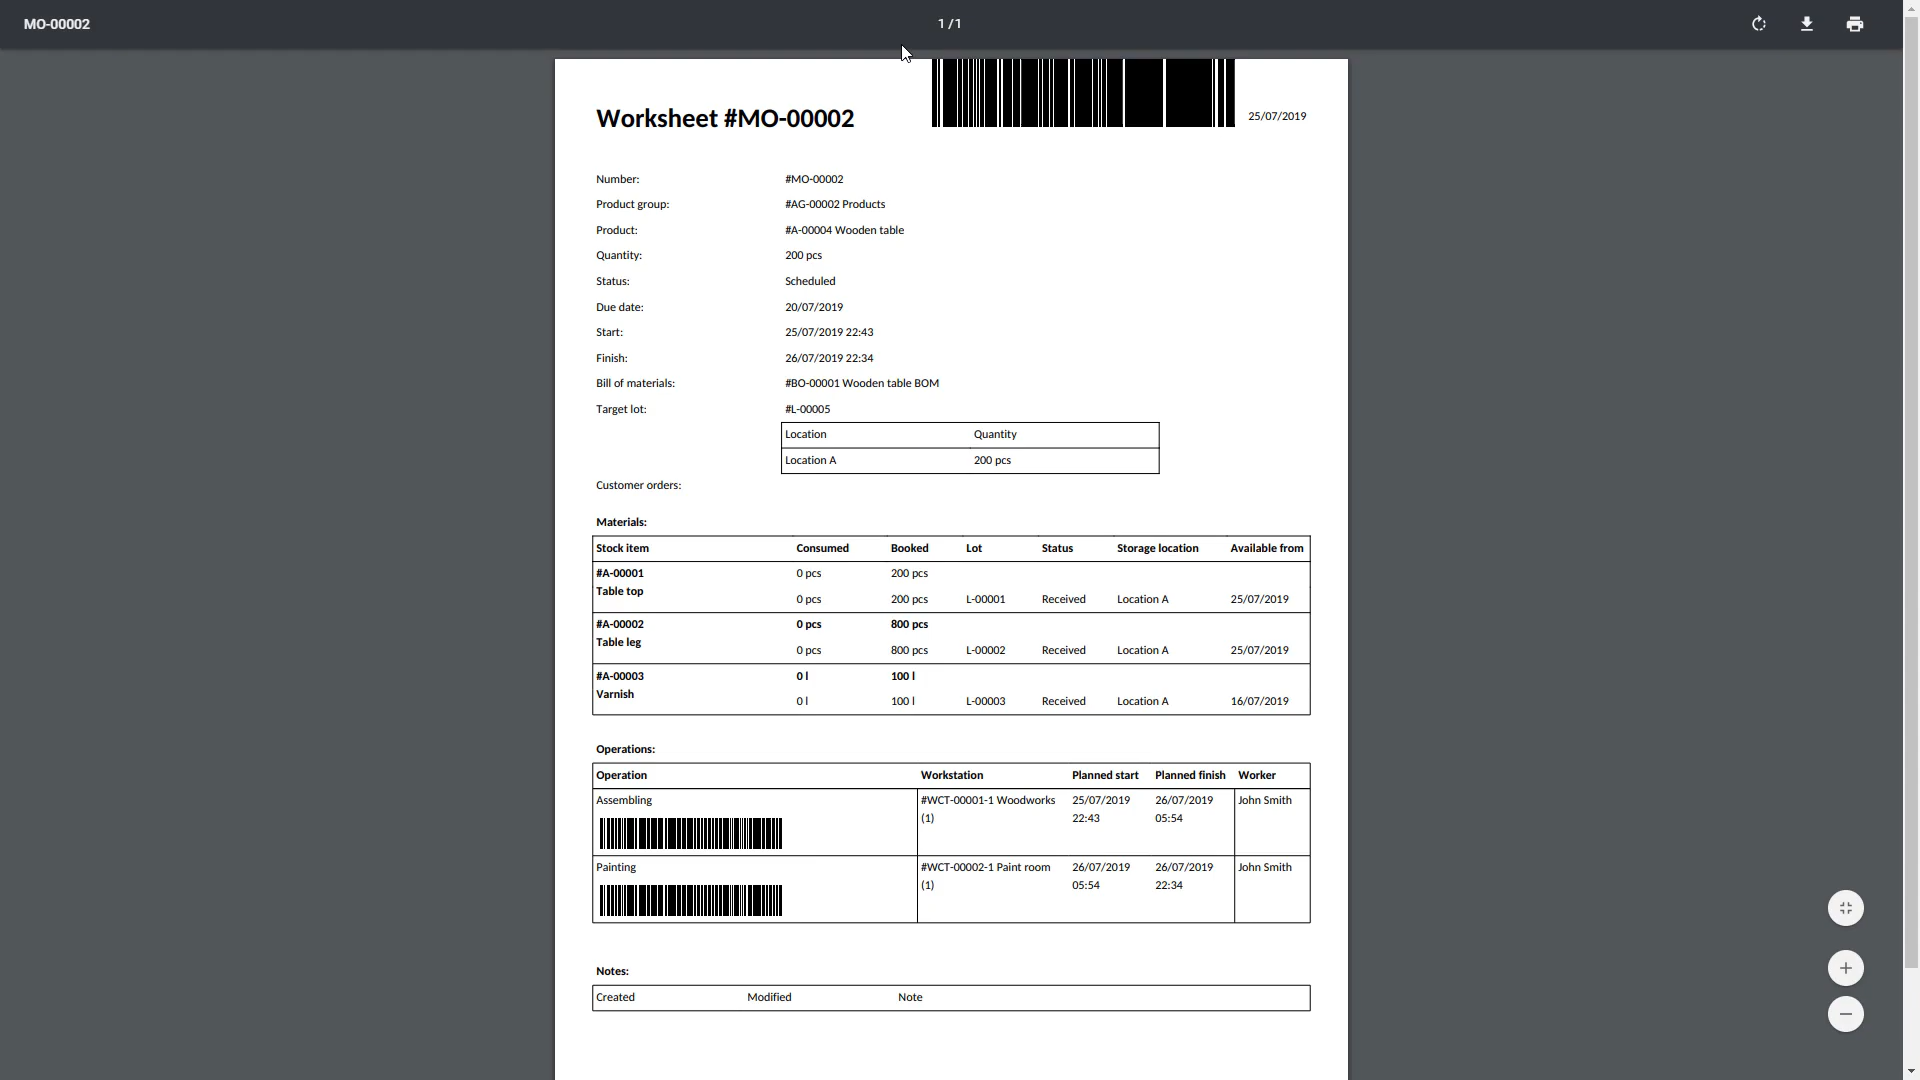 MO-00002
1 / 1
Worksheet #MO-00002
25/07/2019
Number: #MO-00002
Product group: #AG-00002 Products
Product: #A-00004 Wooden table
Quantity: 200 pcs
Status: Scheduled
Due date: 20/07/2019
Start: 25/07/2019 22:43
Finish: 26/07/2019 22:34
Bill of materials: #BO-00001 Wooden table BOM
Target lot: #L-00005
Location Quantity
Location A 200 pcs
Customer orders:
Materials:
Stock item Consumed Booked Lot Status Storage location Available from
#A-00001 0 pcs 200 pcs
Table top
0 pcs 200 pcs L-00001 Received Location A 25/07/2019
#A-00002 0 pcs 800 pcs
Table leg
0 pcs 800 pcs L-00002 Received Location A 25/07/2019
#A-00003 0 l 100 l
Varnish
0 l 100 l L-00003 Received Location A 16/07/2019
Operations:
Operation Workstation Planned start Planned finish Worker
Assembling #WCT-00001-1 Woodworks 25/07/2019 26/07/2019 John Smith
(1) 22:43 05:54
Painting #WCT-00002-1 Paint room 26/07/2019 26/07/2019 John Smith
(1) 05:54 22:34
Notes:
Created Modified Note